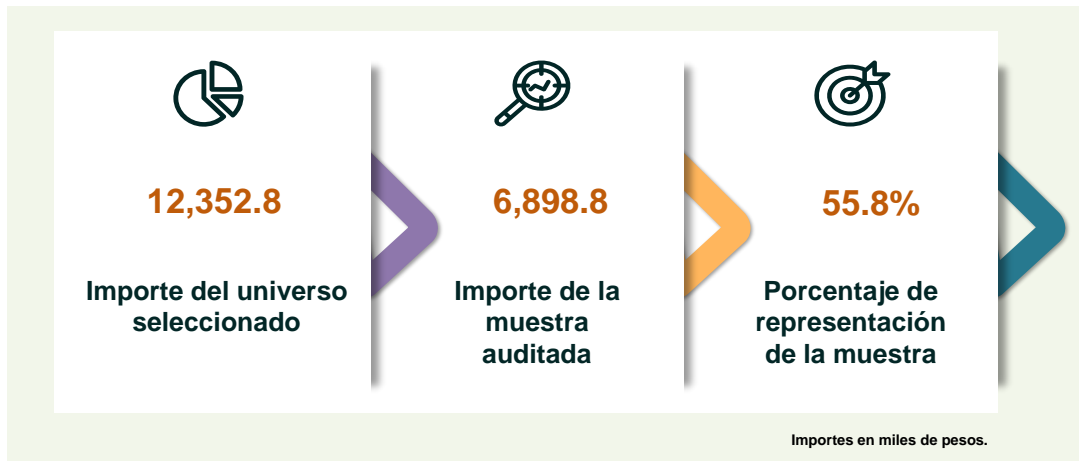 12,352.8
Importe del universo
seleccionado
6,898.8
Importe de la
muestra
auditada
55.8%
Porcentaje de
representación
de la muestra
Importes en miles de pesos.